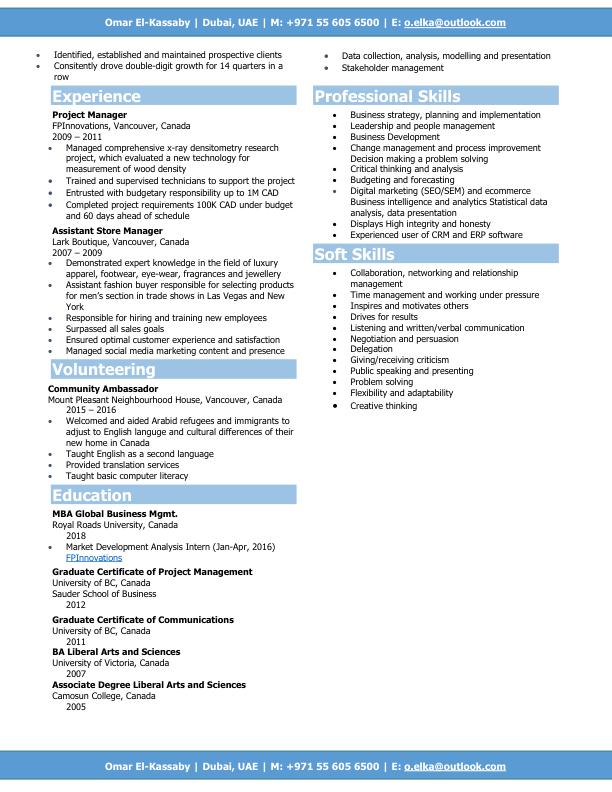 Omar El-Kassaby | Dubai, UAE | M: +971 55 605 6500 | E: o.elka@outlook.com
• Identified, established and maintained prospective clients
• Consitently drove double-digit growth for 14 quarters in a
row
Experience
Project Manager
FPInnovations, Vancouver, Canada
2009 – 2011
• Managed comprehensive x-ray densitometry research
project, which evaluated a new technology for
measurement of wood density
• Trained and supervised technicians to support the project
• Entrusted with budgetary responsibility up to 1M CAD
• Completed project requirements 100K CAD under budget
and 60 days ahead of schedule
Assistant Store Manager
Lark Boutique, Vancouver, Canada
2007 – 2009
• Demonstrated expert knowledge in the field of luxury
apparel, footwear, eye-wear, fragrances and jewellery
• Assistant fashion buyer responsible for selecting products
for men's section in trade shows in Las Vegas and New
York
• Responsible for hiring and training new employees
• Surpassed all sales goals
• Ensured optimal customer experience and satisfaction
• Managed social media marketing content and presence
Volunteering
Community Ambassador
Mount Pleasant Neighbourhood House, Vancouver, Canada
2015 – 2016
• Welcomed and aided Arabid refugees and immigrants to
adjust to English languge and cultural differences of their
new home in Canada
• Taught English as a second language
• Provided translation services
• Taught basic computer literacy
Education
MBA Global Business Mgmt.
Royal Roads University, Canada
2018
• Market Development Analysis Intern (Jan-Apr, 2016)
FPInnovations
Graduate Certificate of Project Management
University of BC, Canada
Sauder School of Business
2012
Graduate Certificate of Communications
University of BC, Canada
2011
BA Liberal Arts and Sciences
University of Victoria, Canada
2007
Associate Degree Liberal Arts and Sciences
Camosun College, Canada
2005
• Data collection, analysis, modelling and presentation
• Stakeholder management
Professional Skills
• Business strategy, planning and implementation
• Leadership and people management
• Business Development
• Change management and process improvement
Decision making a problem solving
• Critical thinking and analysis
• Budgeting and forecasting
• Digital marketing (SEO/SEM) and ecommerce
Business intelligence and analytics Statistical data
analysis, data presentation
• Displays High integrity and honesty
• Experienced user of CRM and ERP software
Soft Skills
• Collaboration, networking and relationship
management
• Time management and working under pressure
• Inspires and motivates others
• Drives for results
• Listening and written/verbal communication
• Negotiation and persuasion
• Delegation
• Giving/receiving criticism
• Public speaking and presenting
• Problem solving
• Flexibility and adaptability
• Creative thinking
Omar El-Kassaby | Dubai, UAE | M: +971 55 605 6500 | E: o.elka@outlook.com